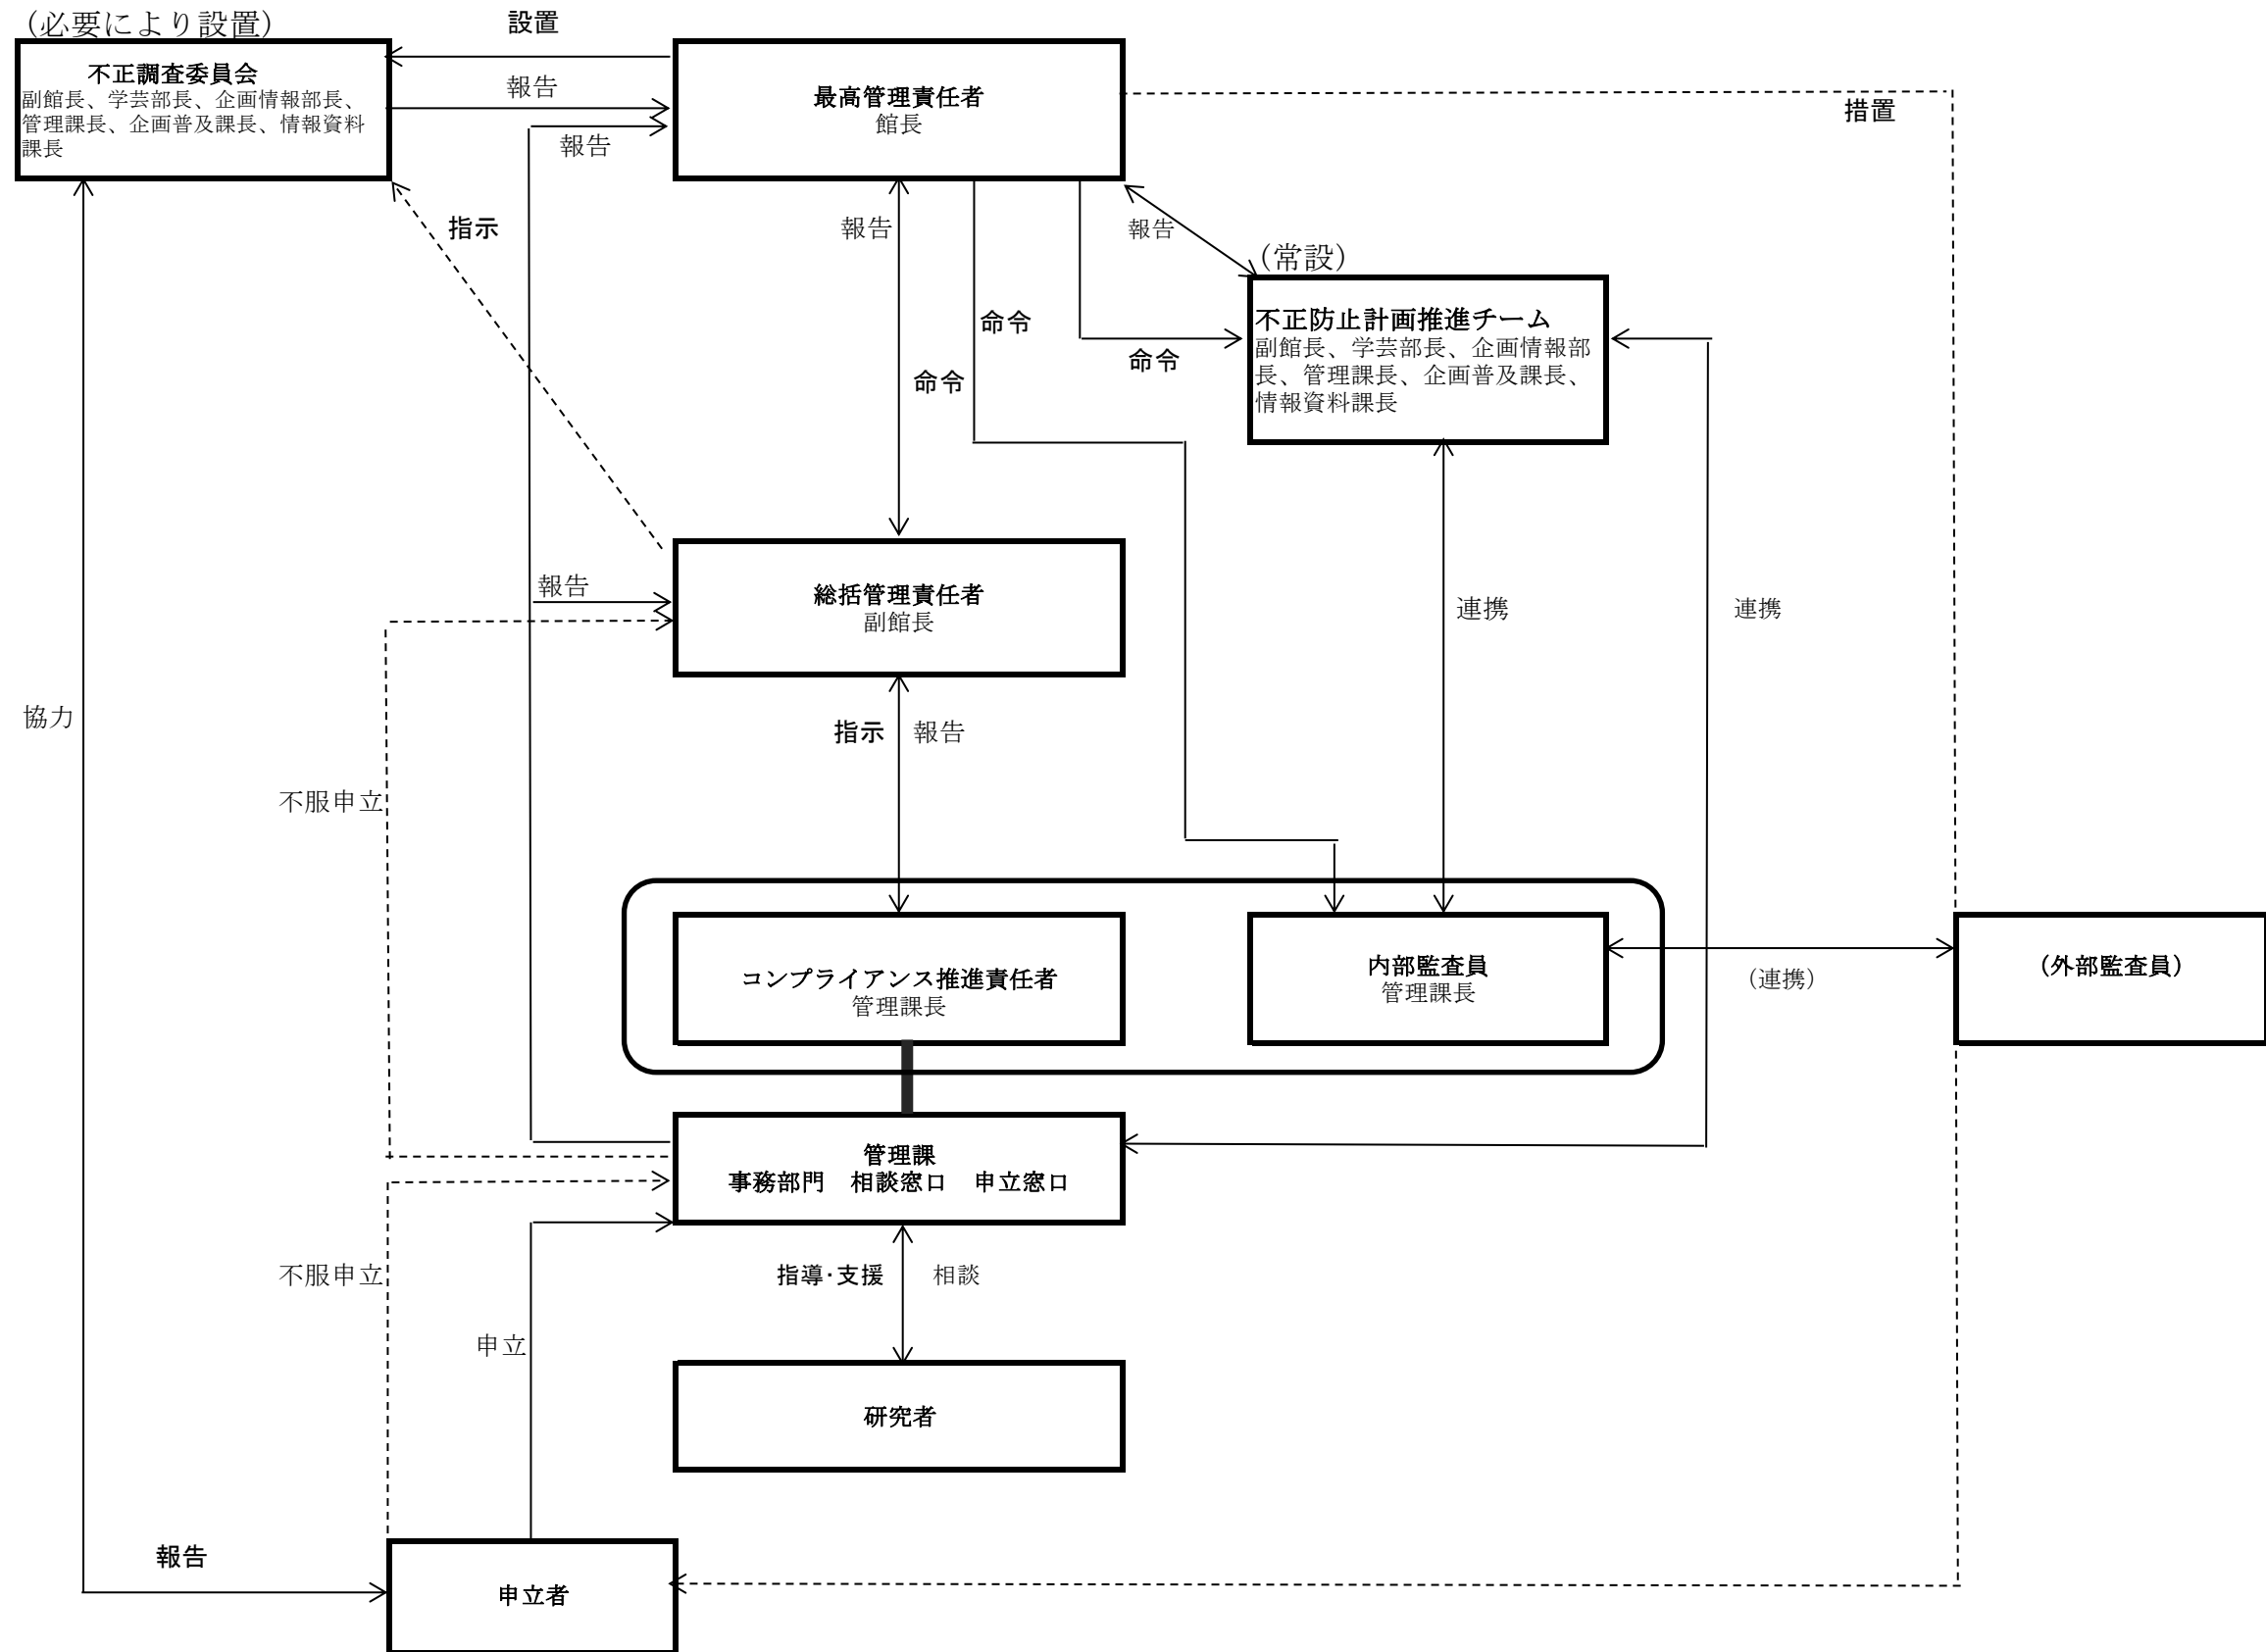 （必要により設置）
設置
不正調査委員会
副館長、学芸部長、企画情報部長、
管理課長、企画普及課長、情報資料
課長
報告
報告
最高管理責任者
館長
措置
指示
報告
報告
（常設）
命令
命令
命令
不正防止計画推進チーム
副館長、学芸部長、企画情報部
長、管理課長、企画普及課長、
情報資料課長
報告
総括管理責任者
副館長
連携
連携
協力
指示
報告
不服申立
コンプライアンス推進責任者
管理課長
内部監査員
管理課長
（連携）
（外部監査員）
管理課
事務部門　相談窓口　申立窓口
不服申立
指導・支援
相談
申立
研究者
報告
申立者